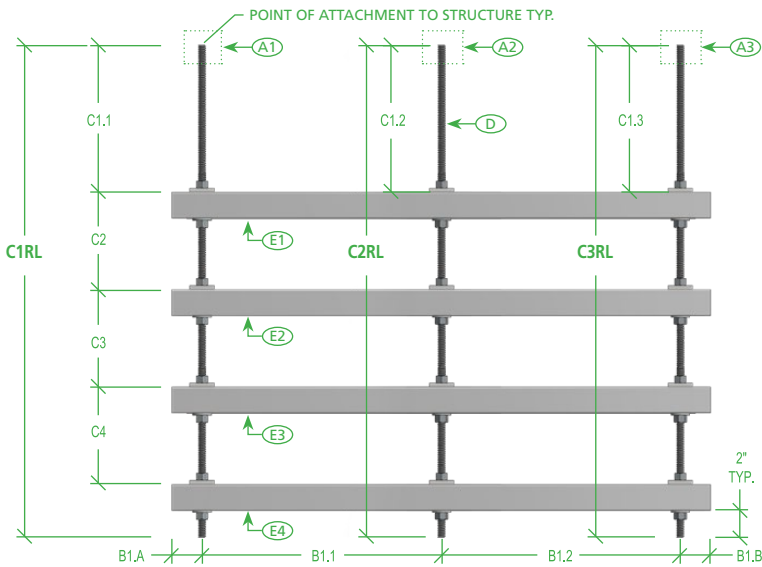 POINT OF ATTACHMENT TO STRUCTURE TYP.
A1
A2
A3
C1.1
C1.2
D
C1.3
C2
E1
C1RL
C2RL
C3RL
E2
C3
C4
E3
2"
TYP.
E4
B1.A
B1.1
B1.2
B1.B